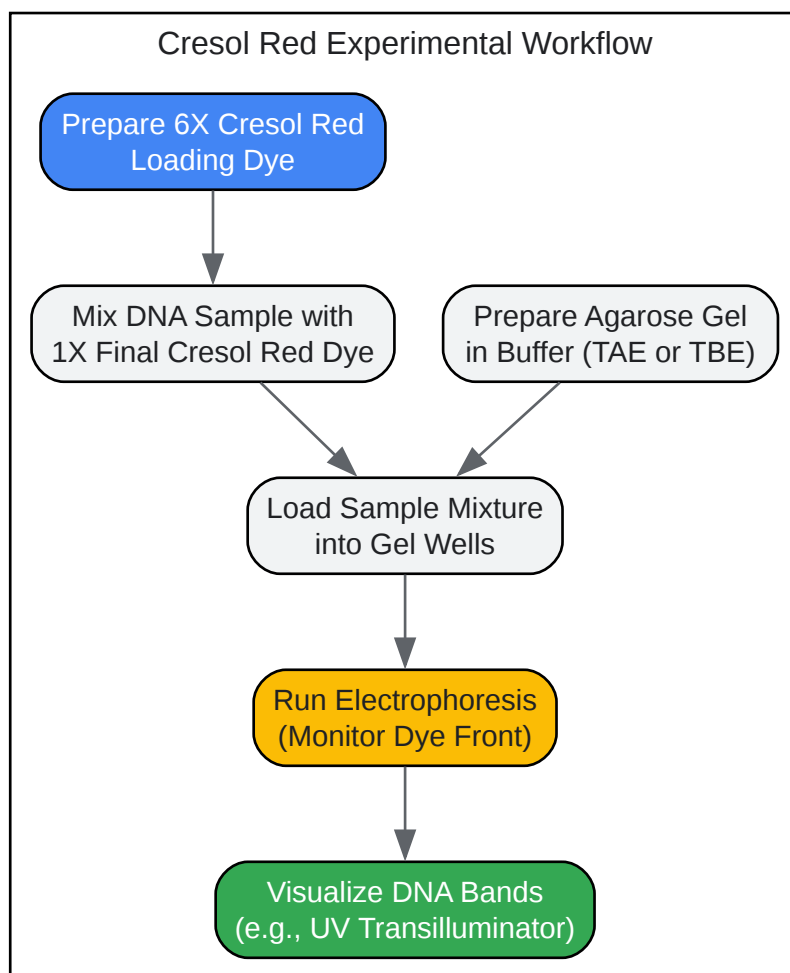 Cresol Red Experimental Workflow
Prepare 6X Cresol Red
Loading Dye
Mix DNA Sample with
1X Final Cresol Red Dye
Prepare Agarose Gel
in Buffer (TAE or TBE)
Load Sample Mixture
into Gel Wells
Run Electrophoresis
(Monitor Dye Front)
Visualize DNA Bands
(e.g., UV Transilluminator)